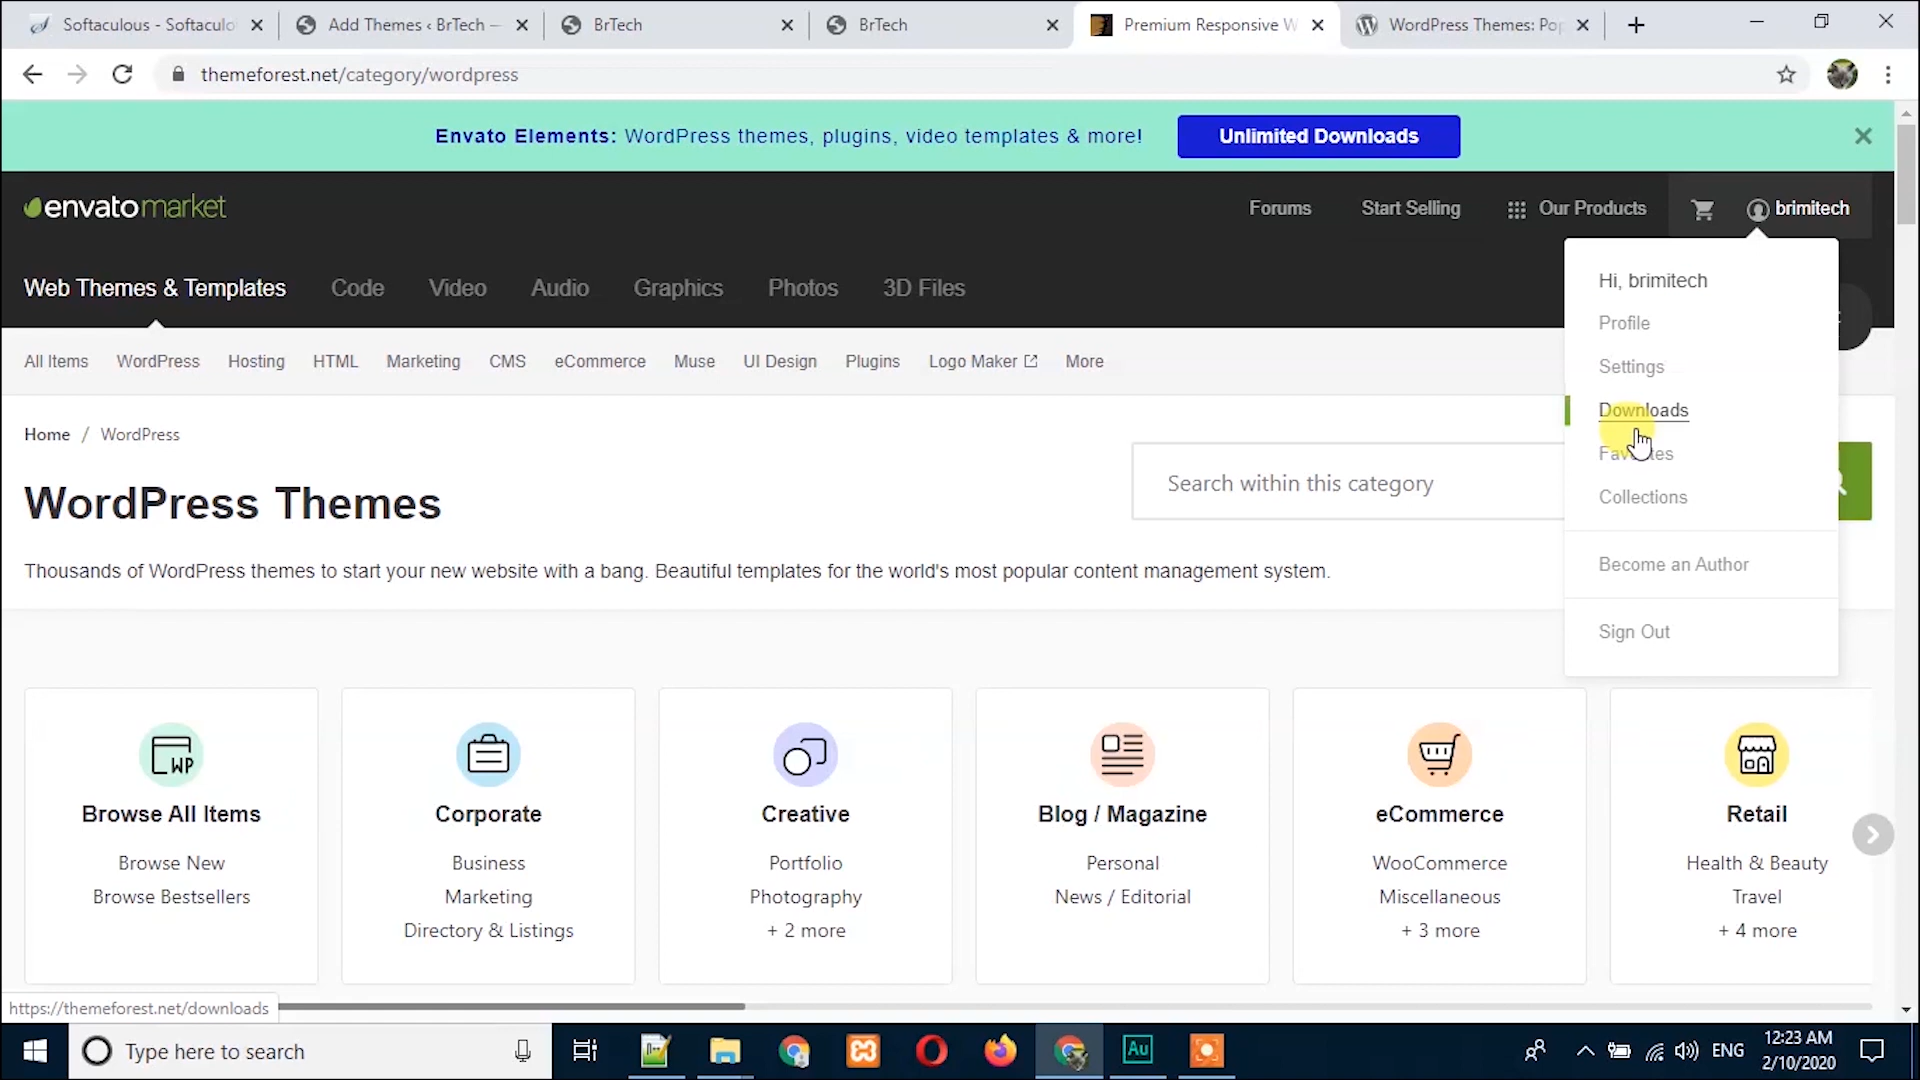 Softaculous - Softaculo
Add Themes ‹ BrTech —
BrTech
BrTech
Premium Responsive W
WordPress Themes: Pop
themeforest.net/category/wordpress
Envato Elements: WordPress themes, plugins, video templates & more!
Unlimited Downloads
envatomarket
Forums
Start Selling
Our Products
brimitech
Web Themes & Templates
Code
Video
Audio
Graphics
Photos
3D Files
Hi, brimitech
Profile
Settings
Downloads
Favorites
Collections
Become an Author
Sign Out
All Items
WordPress
Hosting
HTML
Marketing
CMS
eCommerce
Muse
UI Design
Plugins
Logo Maker
More
Home / WordPress
WordPress Themes
Search within this category
Thousands of WordPress themes to start your new website with a bang. Beautiful templates for the world's most popular content management system.
WP
Browse All Items
Browse New
Browse Bestsellers
Corporate
Business
Marketing
Directory & Listings
Creative
Portfolio
Photography
+ 2 more
Blog / Magazine
Personal
News / Editorial
eCommerce
WooCommerce
Miscellaneous
+ 3 more
Retail
Health & Beauty
Travel
+ 4 more
https://themeforest.net/downloads
Type here to search
Au
ENG
12:23 AM
2/10/2020